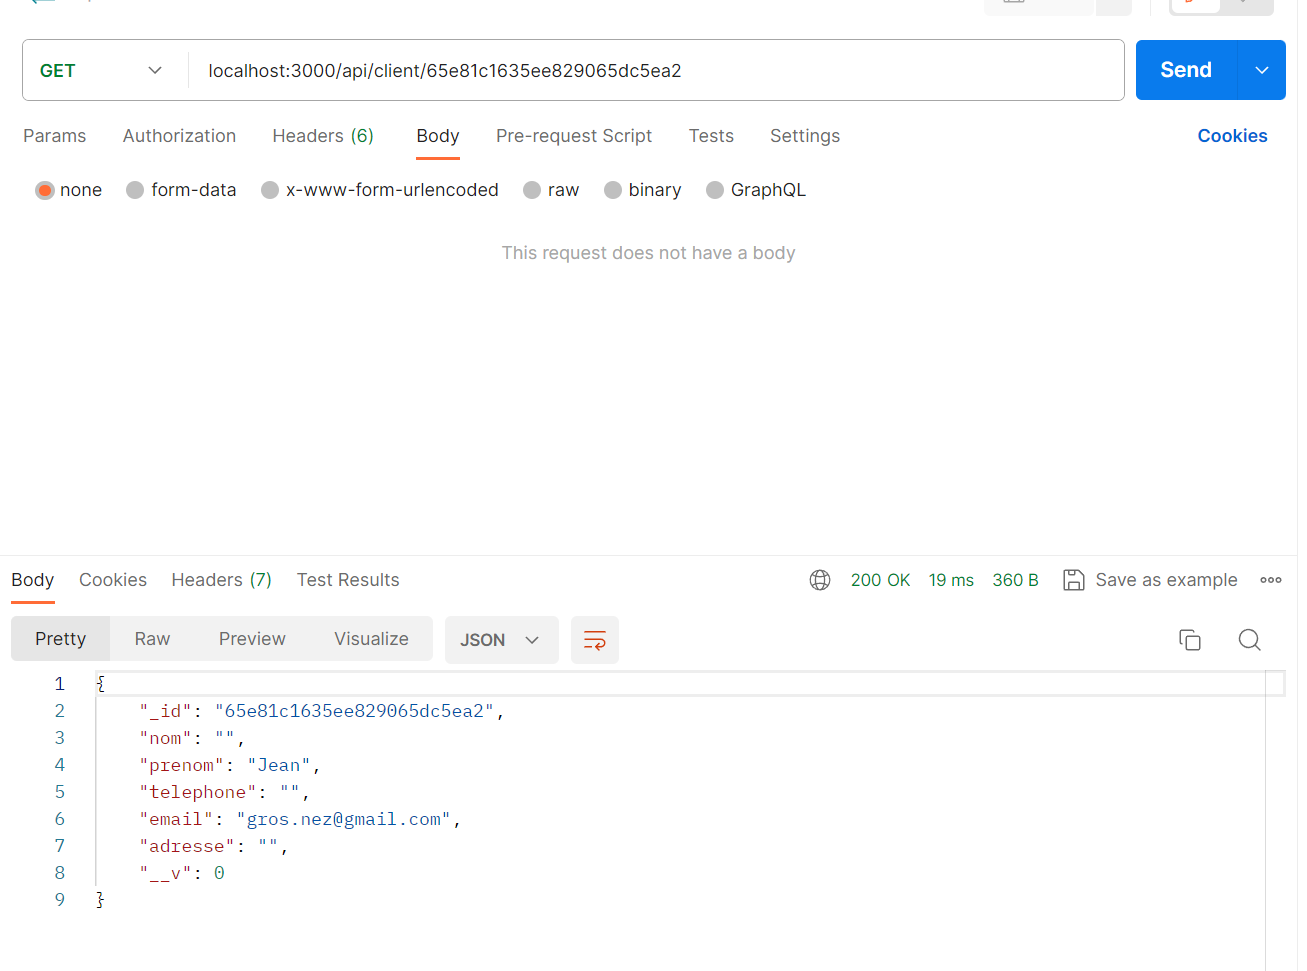 GET localhost:3000/api/client/65e81c1635ee829065dc5ea2 Send
Params Authorization Headers (6) Body Pre-request Script Tests Settings Cookies
none form-data x-www-form-urlencoded raw binary GraphQL
This request does not have a body
Body Cookies Headers (7) Test Results 200 OK 19 ms 360 B Save as example
Pretty Raw Preview Visualize JSON
1 {
2 "_id": "65e81c1635ee829065dc5ea2",
3 "nom": "",
4 "prenom": "Jean",
5 "telephone": "",
6 "email": "gros.nez@gmail.com",
7 "adresse": "",
8 "__v": 0
9 }